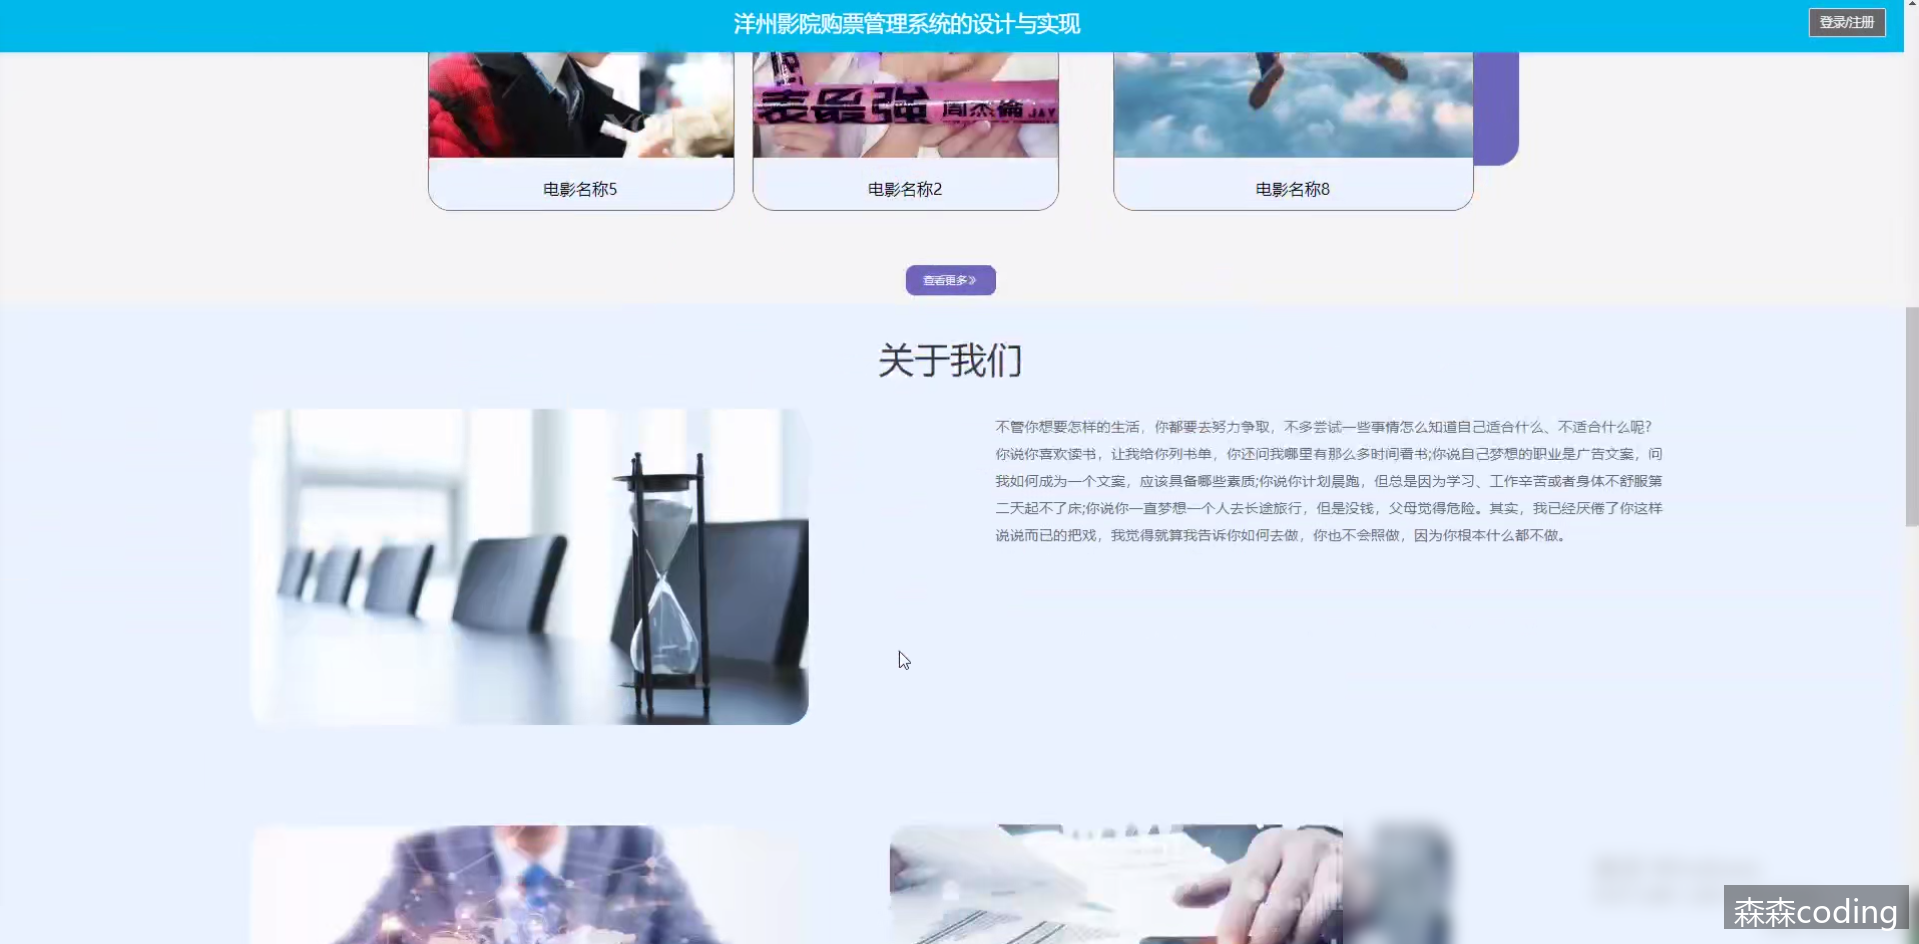 洋州影院购票管理系统的设计与实现
登录/注册
表最强 周杰倫 JAY
电影名称5
电影名称2
电影名称8
查看更多》
关于我们
不管你想要怎样的生活，你都要去努力争取，不多尝试一些事情怎么知道自己适合什么、不适合什么呢?
你说你喜欢读书，让我给你列书单，你还问我哪里有那么多时间看书;你说自己梦想的职业是广告文案，问
我如何成为一个文案，应该具备哪些素质;你说你计划晨跑，但总是因为学习、工作辛苦或者身体不舒服第
二天起不了床;你说你一直梦想一个人去长途旅行，但是没钱，父母觉得危险。其实，我已经厌倦了你这样
说说而已的把戏，我觉得就算我告诉你如何去做，你也不会照做，因为你根本什么都不做。
森森coding